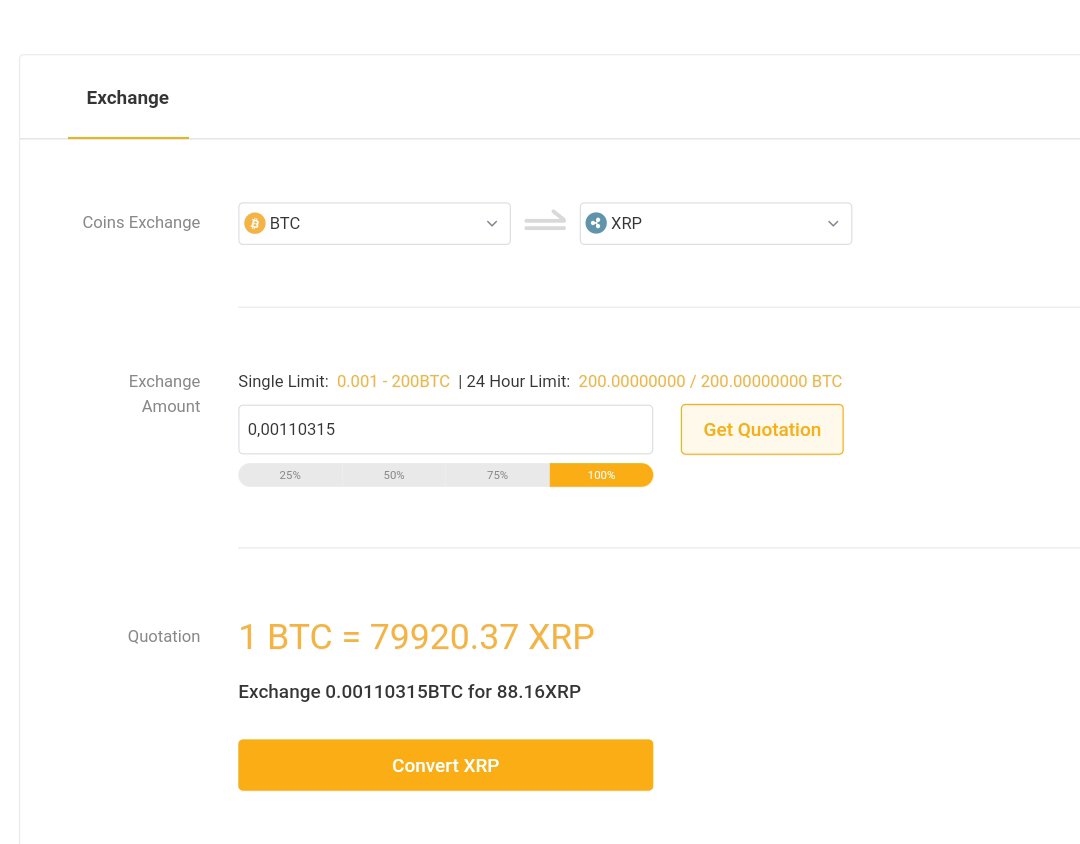 Exchange
Coins Exchange BTC XRP
Exchange Amount
Single Limit: 0.001 - 200BTC | 24 Hour Limit: 200.00000000 / 200.00000000 BTC
0,00110315 Get Quotation
25% 50% 75% 100%
Quotation 1 BTC = 79920.37 XRP
Exchange 0.00110315BTC for 88.16XRP
Convert XRP